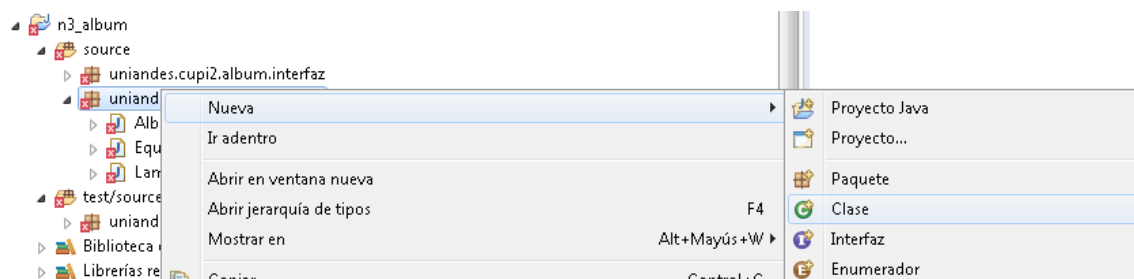 n3_album
source
uniandes.cupi2.album.interfaz
uniand
Alb
Equ
Lam
test/source
uniand
Biblioteca
Librerías re
Nueva
Ir adentro
Abrir en ventana nueva
Abrir jerarquía de tipos F4
Mostrar en Alt+Mayús+W
Copiar Control+C
Proyecto Java
Proyecto...
Paquete
Clase
Interfaz
Enumerador